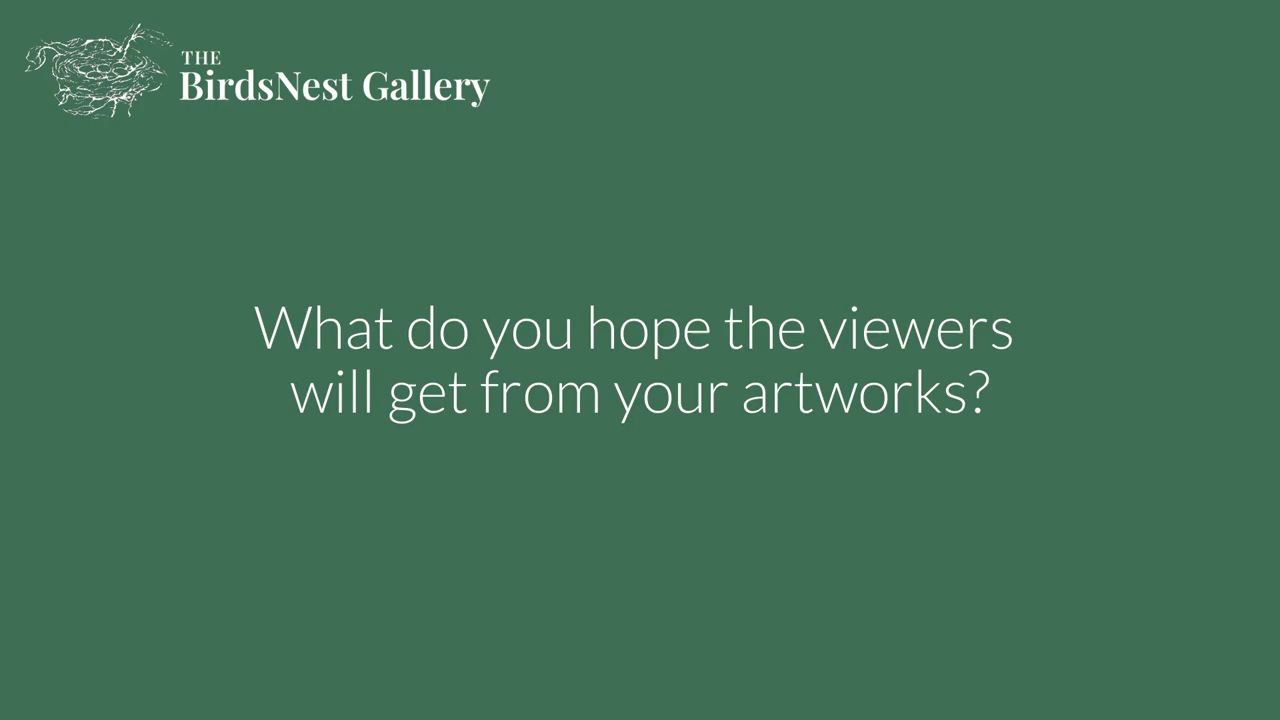 THE
BirdsNest Gallery
What do you hope the viewers
will get from your artworks?